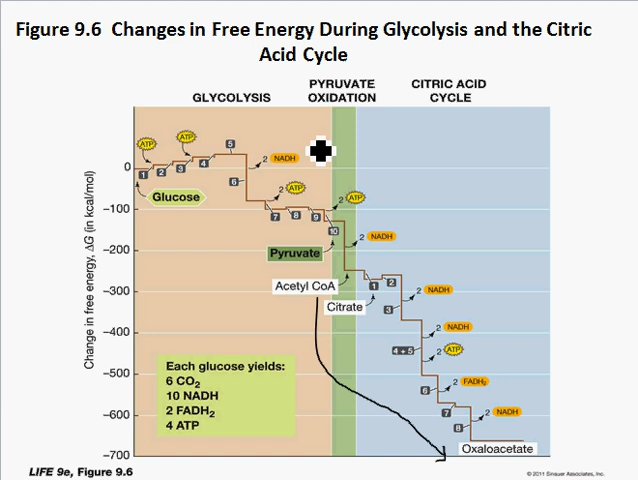 Figure 9.6 Changes in Free Energy During Glycolysis and the Citric
Acid Cycle
GLYCOLYSIS
PYRUVATE
OXIDATION
CITRIC ACID
CYCLE
Change in free energy, ΔG (in kcal/mol)
0
–100
–200
–300
–400
–500
–600
–700
ATP
ATP
1
2
3
4
5
6
2 NADH
Glucose
7
8
9
2 ATP
10
2 ATP
Pyruvate
2 NADH
Acetyl CoA
1
2
Citrate
2 NADH
3
2 NADH
4 + 5
2 ATP
6
2 FADH₂
7
2 NADH
8
Oxaloacetate
Each glucose yields:
6 CO₂
10 NADH
2 FADH₂
4 ATP
LIFE 9e, Figure 9.6
© 2011 Sinauer Associates, Inc.